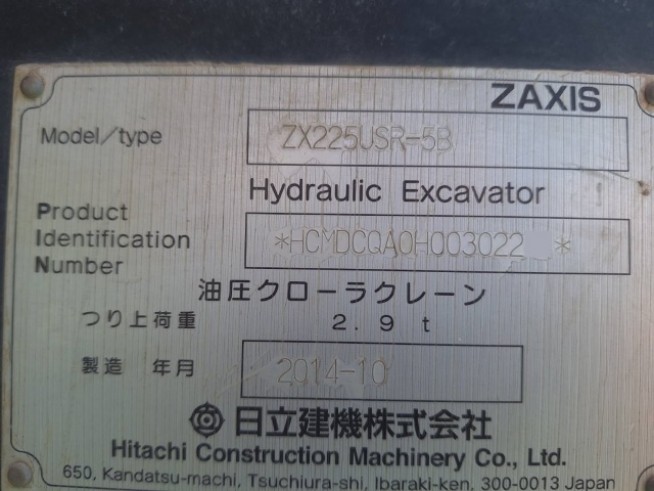 ZAXIS
Model/type ZX225USR-5B
Hydraulic Excavator
Product
Identification
Number
*HCMDCQA0H003022 *
油圧クローラクレーン
つり上荷重 2.9 t
製造 年月 2014-10
日立建機株式会社
Hitachi Construction Machinery Co., Ltd.
650, Kandatsu-machi, Tsuchiura-shi, Ibaraki-ken, 300-0013 Japan